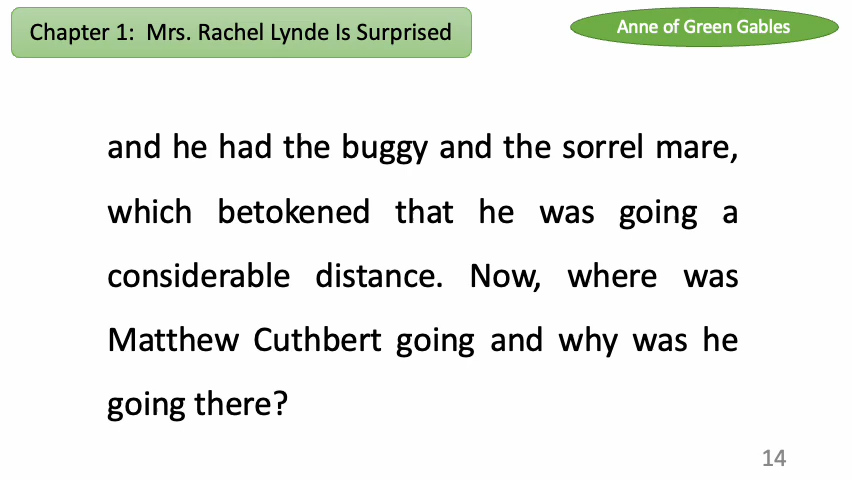 Chapter 1: Mrs. Rachel Lynde Is Surprised
Anne of Green Gables
and he had the buggy and the sorrel mare,
which betokened that he was going a
considerable distance. Now, where was
Matthew Cuthbert going and why was he
going there?
14